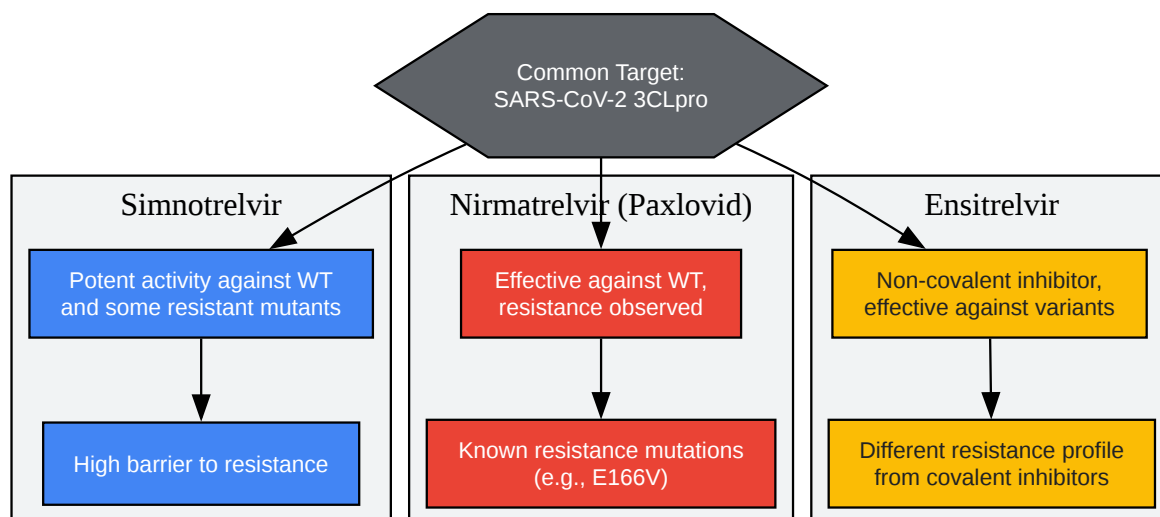 Common Target:
SARS-CoV-2 3CLpro
Simnotrelvir
Potent activity against WT
and some resistant mutants
High barrier to resistance
Nirmatrelvir (Paxlovid)
Effective against WT,
resistance observed
Known resistance mutations
(e.g., E166V)
Ensitrelvir
Non-covalent inhibitor,
effective against variants
Different resistance profile
from covalent inhibitors